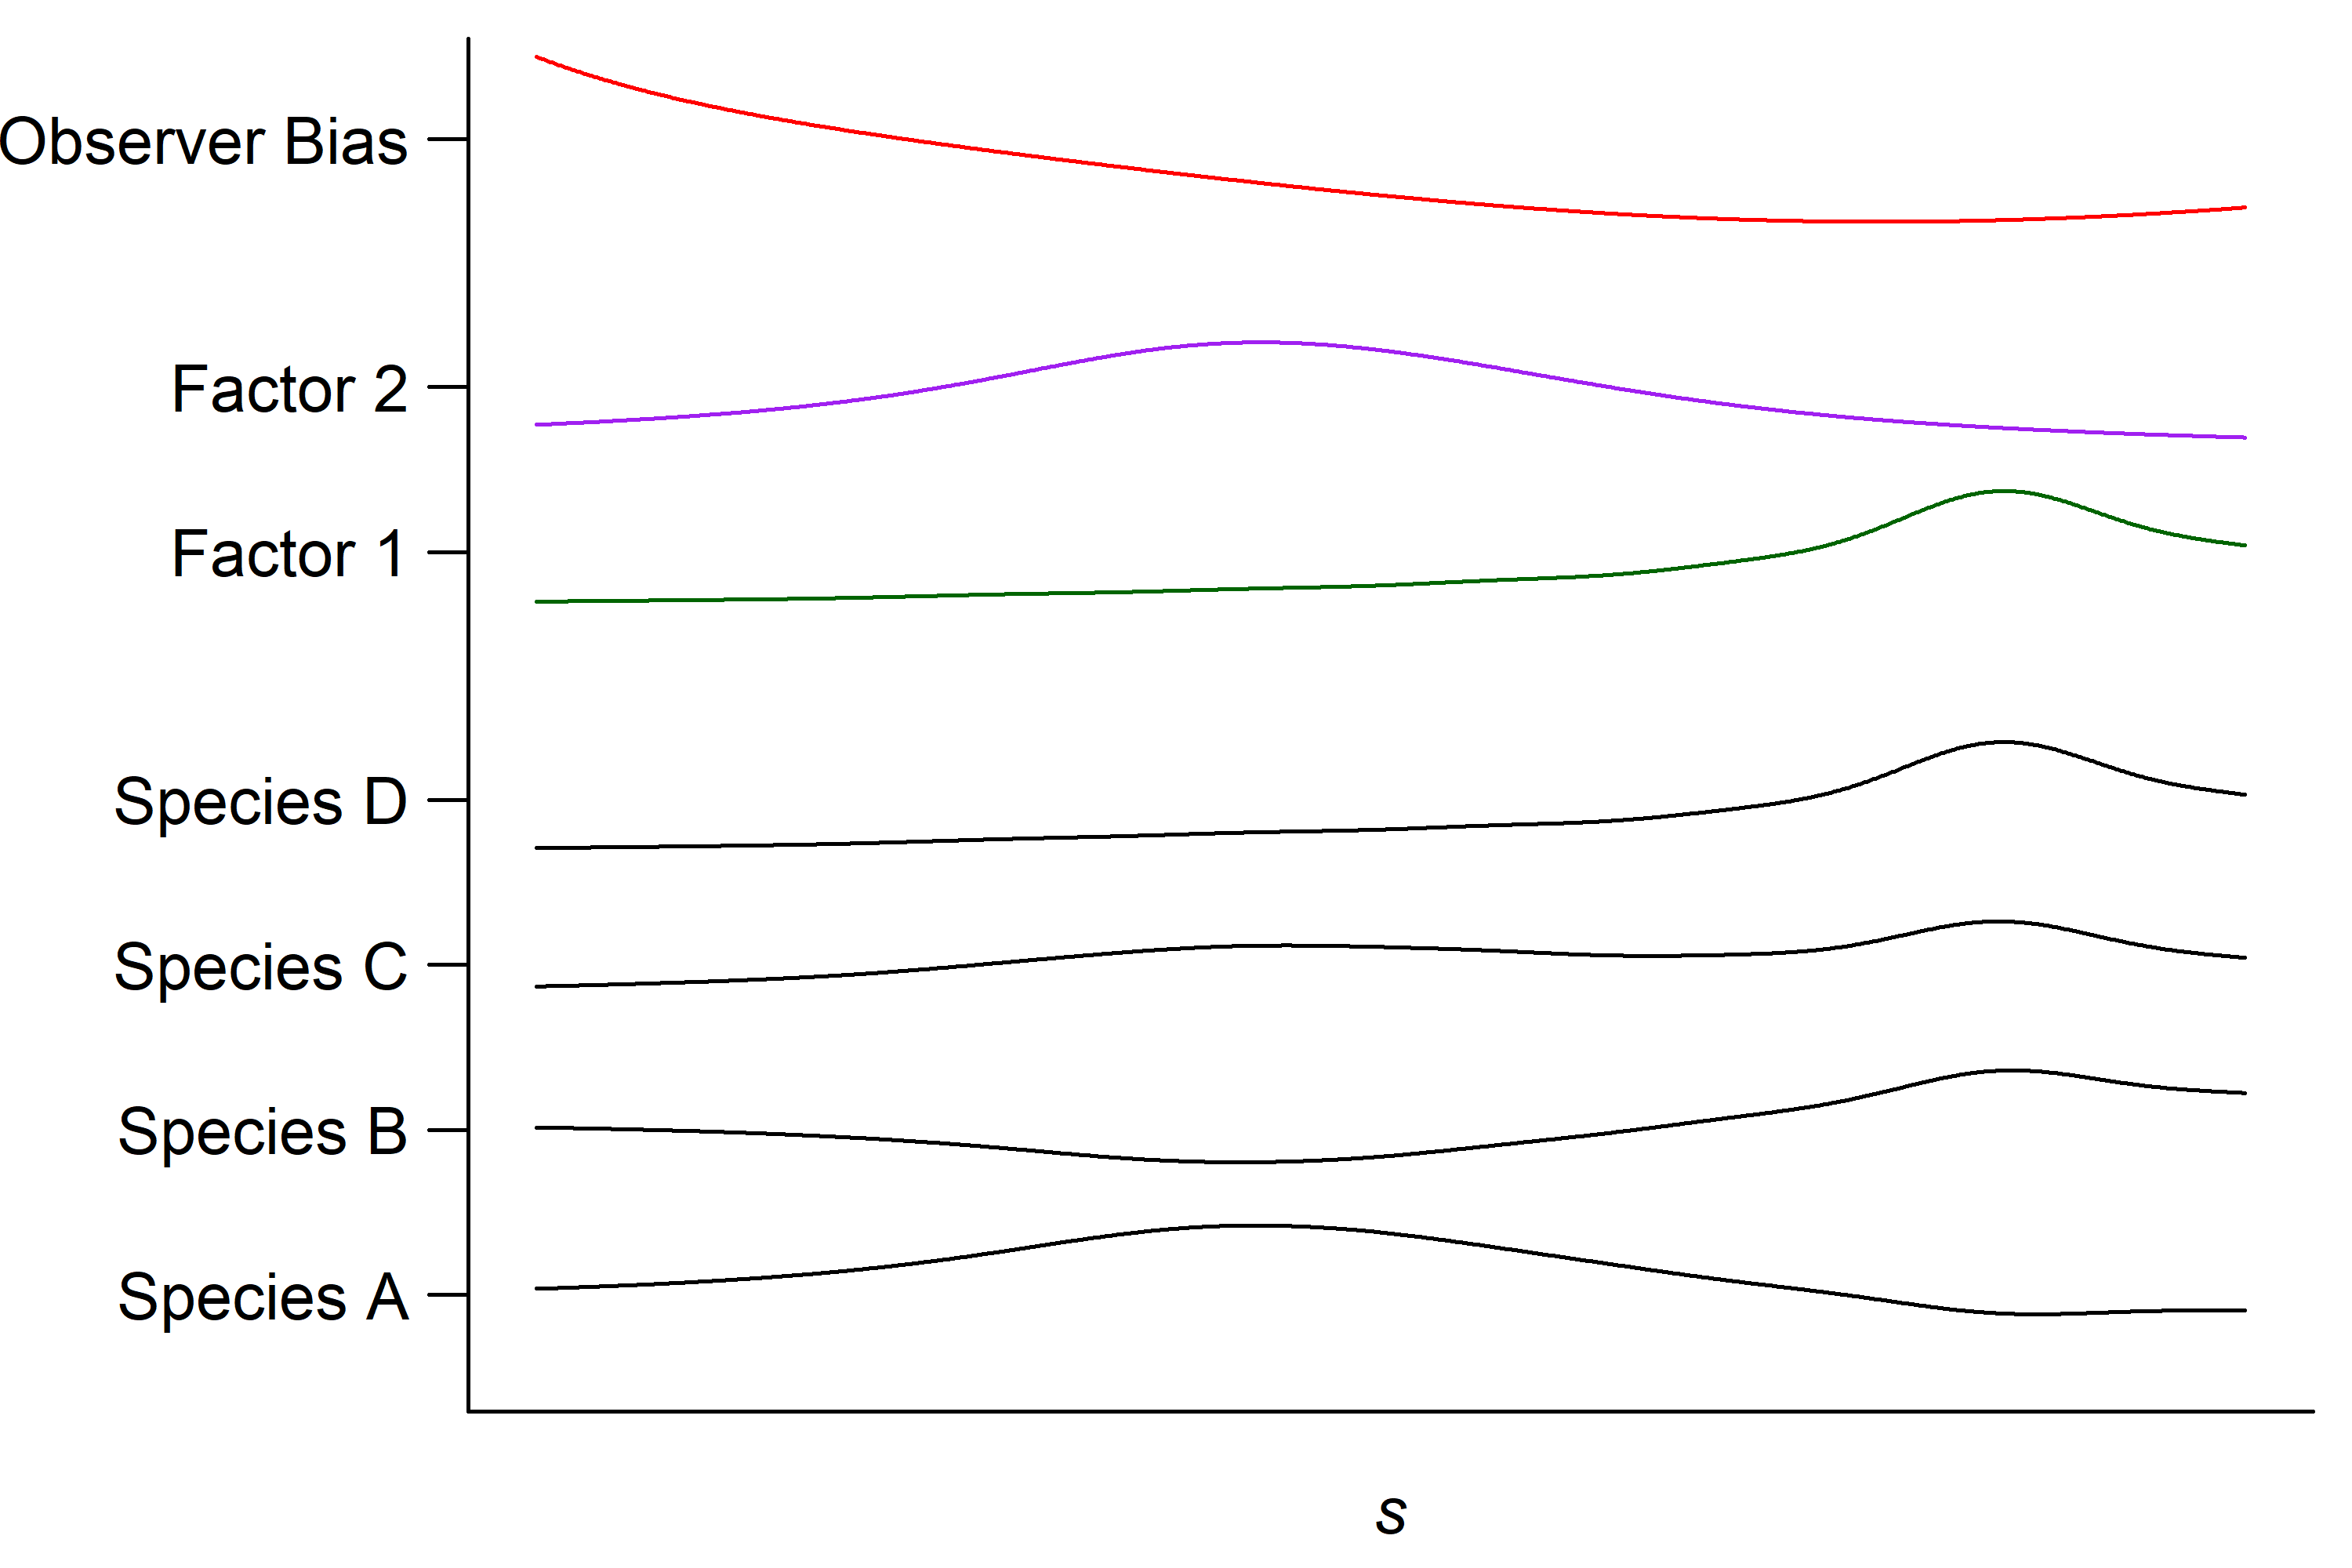 Observer Bias
Factor 2
Factor 1
Species D
Species C
Species B
Species A
s